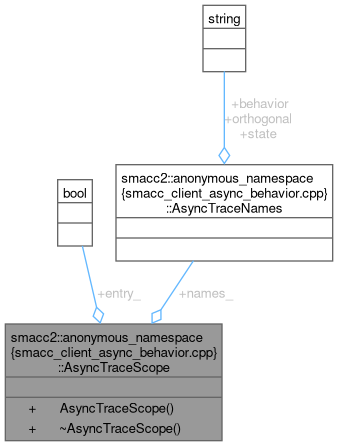 string
+behavior
+orthogonal
+state
smacc2::anonymous_namespace
{smacc_client_async_behavior.cpp}
::AsyncTraceNames
bool
+entry_
+names_
smacc2::anonymous_namespace
{smacc_client_async_behavior.cpp}
::AsyncTraceScope
+ AsyncTraceScope()
+ ~AsyncTraceScope()